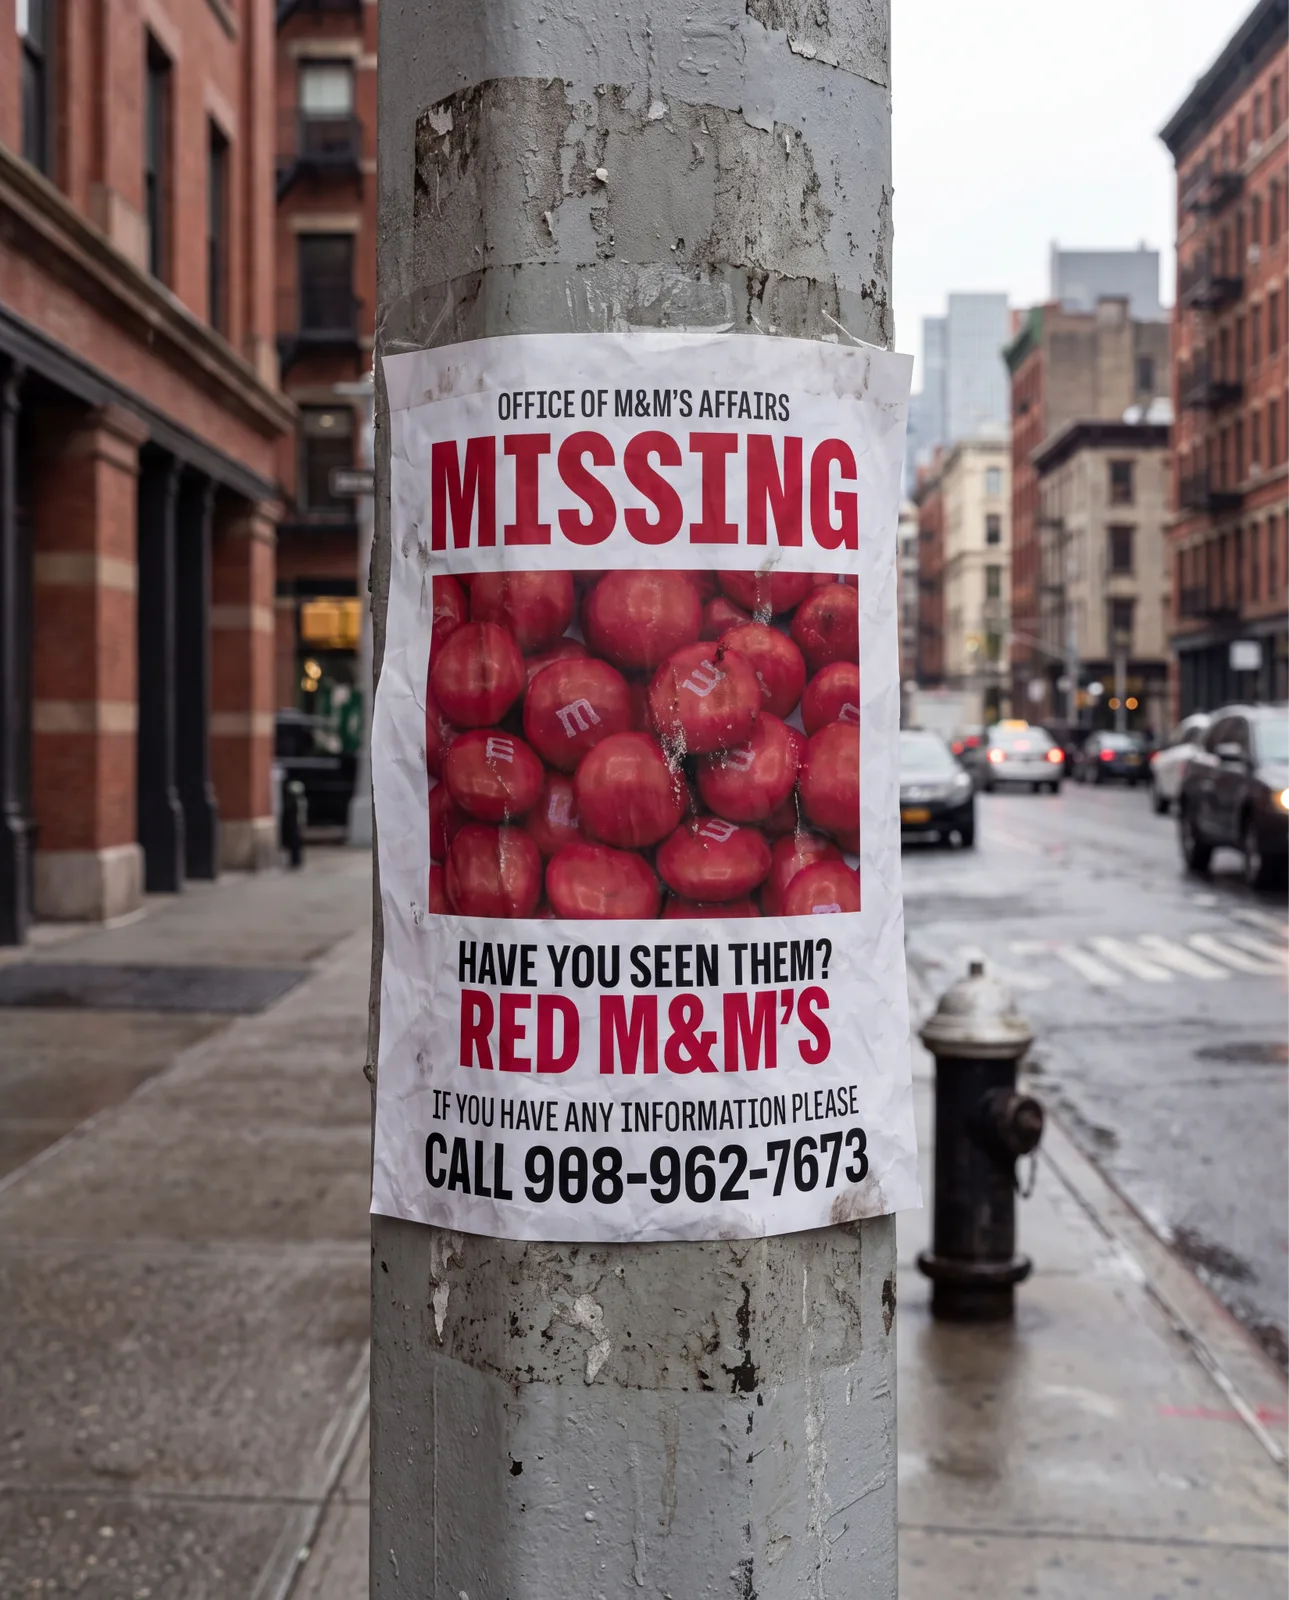 OFFICE OF M&M'S AFFAIRS
MISSING
m
m
m
m
m
HAVE YOU SEEN THEM?
RED M&M'S
IF YOU HAVE ANY INFORMATION PLEASE
CALL 908-962-7673